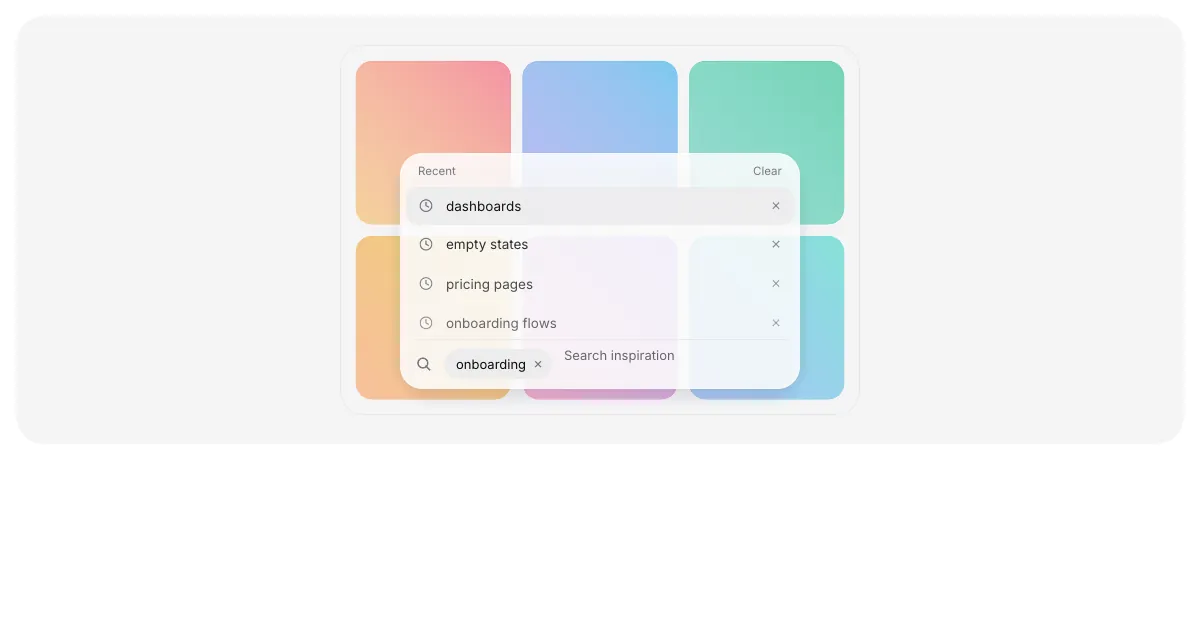 Recent Clear
dashboards
empty states
pricing pages
onboarding flows
onboarding Search inspiration